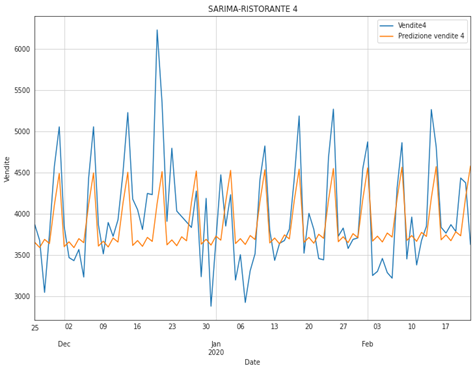 SARIMA-RISTORANTE 4
Vendite4
Predizione vendite 4
Vendite
6000
5500
5000
4500
4000
3500
3000
25 02 09 16 23 30 06 13 20 27 03 10 17
Dec Jan Feb
2020
Date